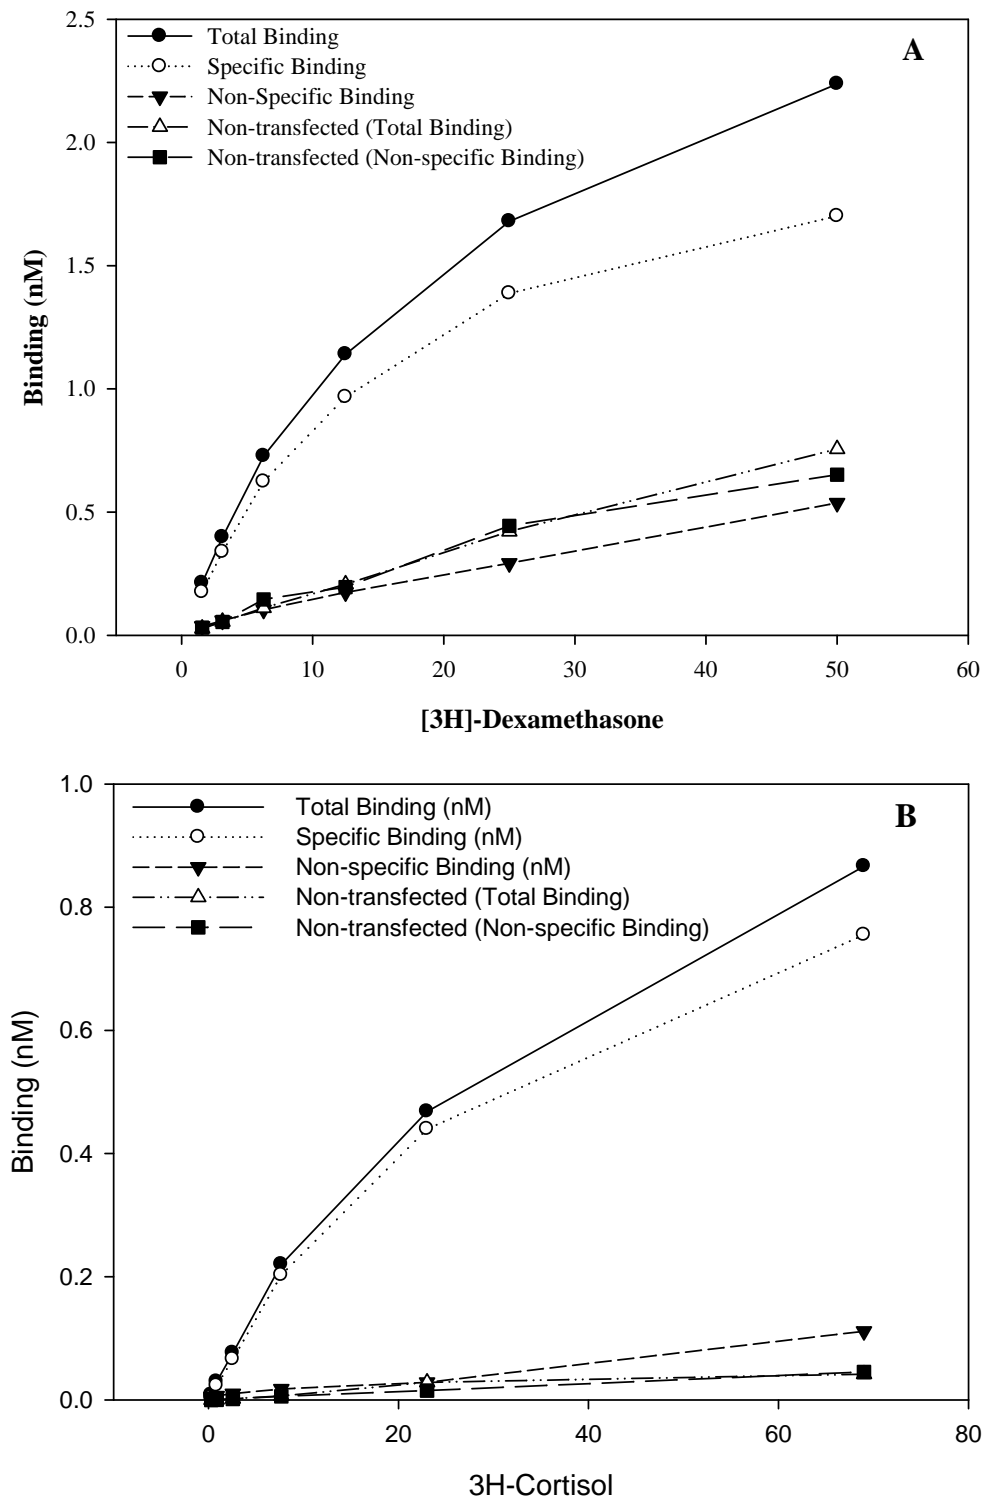 2.5
Total Binding
A
Specific Binding
Non-Specific Binding
Non-transfected (Total Binding)
2.0
Non-transfected (Non-specific Binding)
1.5
Binding (nM)
1.0
0.5
0.0
0 10 20 30 40 50 60
[3H]-Dexamethasone
1.0
Total Binding (nM)
B
Specific Binding (nM)
Non-specific Binding (nM)
Non-transfected (Total Binding)
0.8
Non-transfected (Non-specific Binding)
0.6
Binding (nM)
0.4
0.2
0.0
0 20 40 60 80
3H-Cortisol